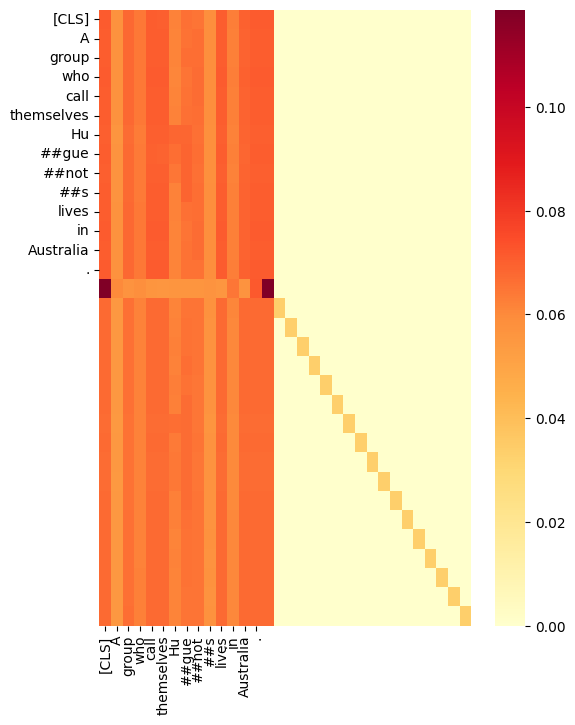 [CLS]
A
group
who
call
themselves
Hu
##gue
##not
##s
lives
in
Australia
.
0.10
0.08
0.06
0.04
0.02
0.00
[CLS]
A
group
who
call
themselves
Hu
##gue
##not
##s
lives
in
Australia
.